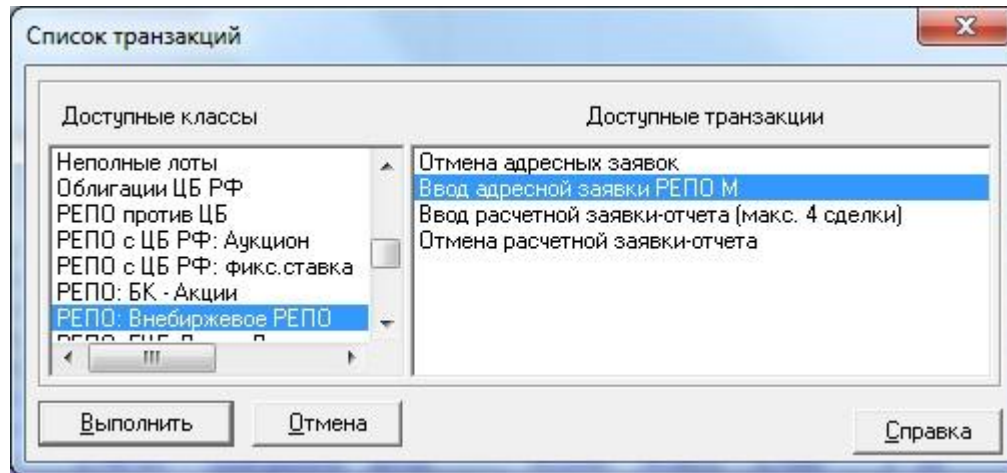 Список транзакций
Доступные классы
Неполные лоты
Облигации ЦБ РФ
РЕПО против ЦБ
РЕПО с ЦБ РФ: Аукцион
РЕПО с ЦБ РФ: фикс.ставка
РЕПО: БК - Акции
РЕПО: Внебиржевое РЕПО
Доступные транзакции
Отмена адресных заявок
Ввод адресной заявки РЕПО М
Ввод расчетной заявки-отчета (макс. 4 сделки)
Отмена расчетной заявки-отчета
Выполнить
Отмена
Справка